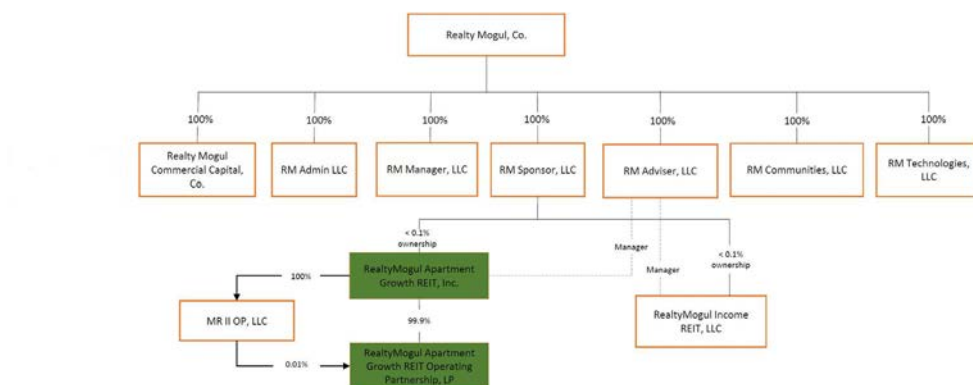 Realty Mogul, Co.
100%
100%
100%
100%
100%
100%
100%
Realty Mogul
Commercial Capital,
Co.
RM Admin LLC
RM Manager, LLC
RM Sponsor, LLC
RM Adviser, LLC
RM Communities, LLC
RM Technologies,
LLC
< 0.1%
ownership
Manager
Manager
< 0.1%
ownership
RealtyMogul Apartment
Growth REIT, Inc.
100%
MR II OP, LLC
99.9%
RealtyMogul Income
REIT, LLC
0.01%
RealtyMogul Apartment
Growth REIT Operating
Partnership, LP